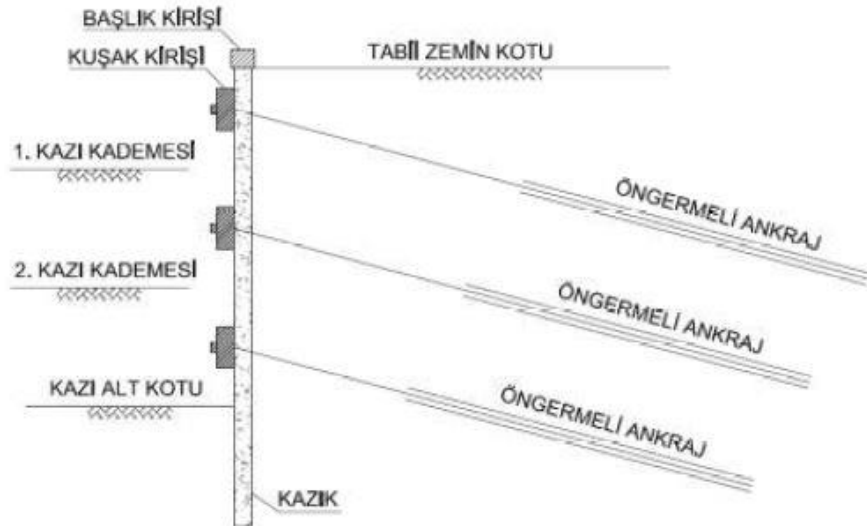 BAŞLIK KİRİŞİ
TABİİ ZEMİN KOTU
KUŞAK KİRİŞİ
1. KAZI KADEMESİ
ÖNGERMELİ ANKRAJ
2. KAZI KADEMESİ
ÖNGERMELİ ANKRAJ
KAZI ALT KOTU
ÖNGERMELİ ANKRAJ
KAZIK